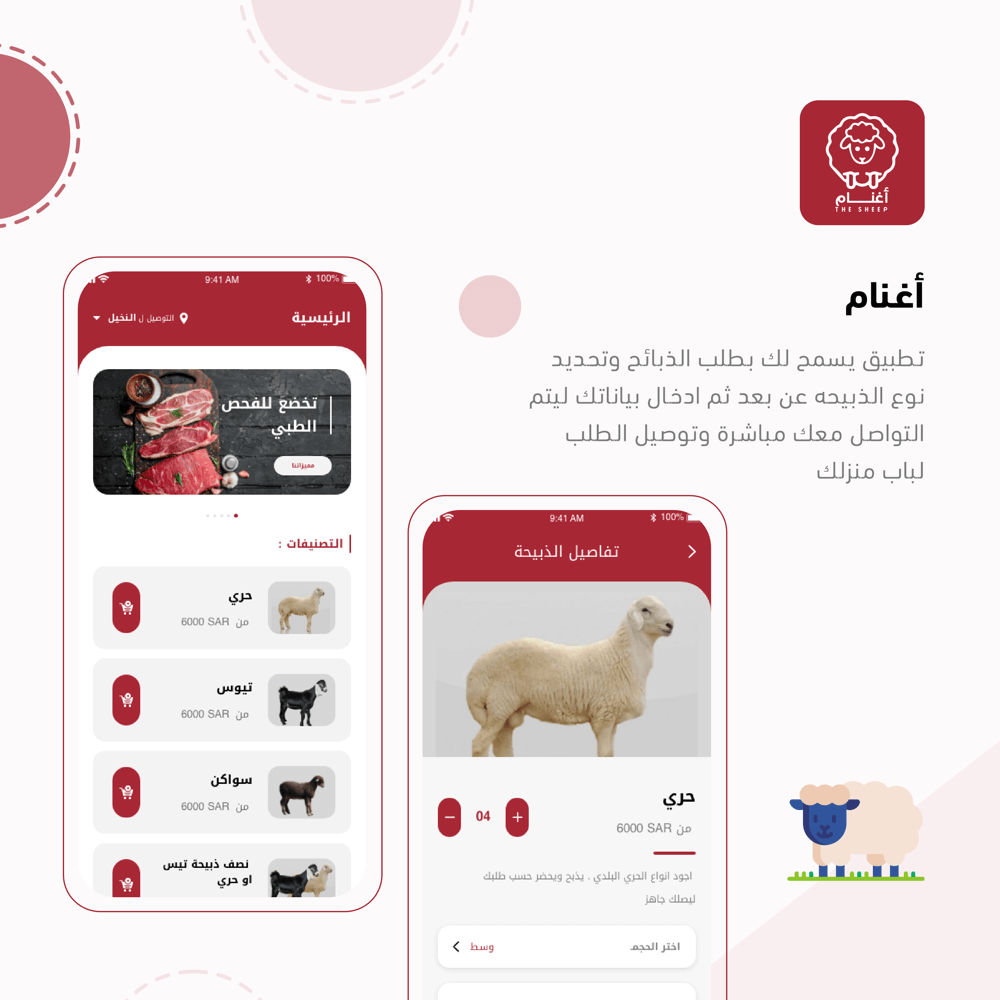 أغنــــام
THE SHEEP
أغنام
تطبيق يسمح لك بطلب الذبائح وتحديد
نوع الذبيحه عن بعد ثم ادخال بياناتك ليتم
التواصل معك مباشرة وتوصيل الطلب
لباب منزلك
9:41 AM 100%
الرئيسية
التوصيل ل النخيل
تخضع للفحص
الطبي
مميزاتنا
التصنيفات :
حري
من 6000 SAR
تيوس
من 6000 SAR
سواكن
من 6000 SAR
نصف ذبيحة تيس
او حري
9:41 AM 100%
تفاصيل الذبيحة
حري
من 6000 SAR
+ 04 −
اجود انواع الحري البلدي . يذبح ويحضر حسب طلبك
ليصلك جاهز
اختر الحجم
وسط